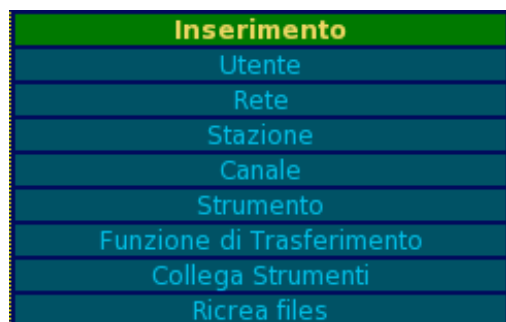 Inserimento
Utente
Rete
Stazione
Canale
Strumento
Funzione di Trasferimento
Collega Strumenti
Ricrea files